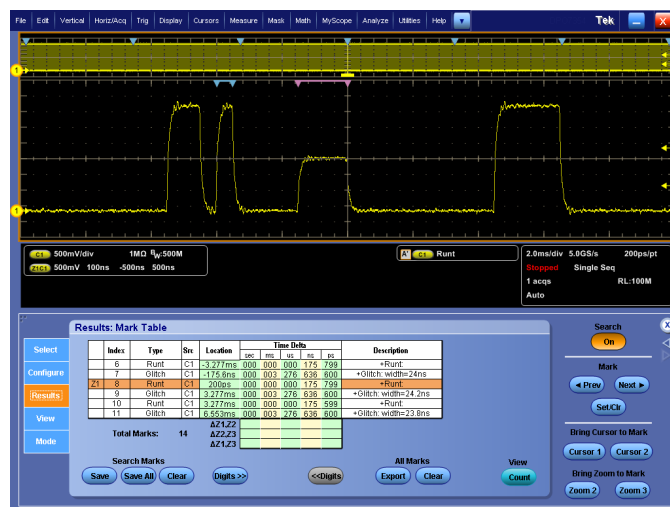 File Edit Vertical Horiz/Acq Trig Display Cursors Measure Mask Math MyScope Analyze Utilities Help Tek X
1
1
C1 500mV/div 1MΩ BW:500M
Z1C1 500mV 100ns -500ns 500ns
A' C1 Runt
2.0ms/div 5.0GS/s 200ps/pt
Stopped Single Seq
1 acqs RL:100M
Auto
Results: Mark Table
Select
Configure
Results
View
Mode
Index Type Src Location Time Delta Description
sec ms us ns ps
6 Runt C1 -3.277ms 000 000 000 175 799 +Runt:
7 Glitch C1 -175.6ns 000 003 276 636 600 +Glitch: width=24ns
Z1 8 Runt C1 200ps 000 000 000 175 799 +Runt:
9 Glitch C1 3.277ms 000 003 276 636 600 +Glitch: width=24.2ns
10 Runt C1 3.277ms 000 000 000 175 599 +Runt:
11 Glitch C1 6.553ms 000 003 276 636 600 +Glitch: width=23.8ns
Total Marks: 14
ΔZ1,Z2
ΔZ2,Z3
ΔZ1,Z3
Search Marks
Save Save All Clear Digits >> <<Digits
All Marks
Export Clear
View
Count
Search
On
Mark
Prev Next
Set/Clr
Bring Cursor to Mark
Cursor 1 Cursor 2
Bring Zoom to Mark
Zoom 2 Zoom 3
X